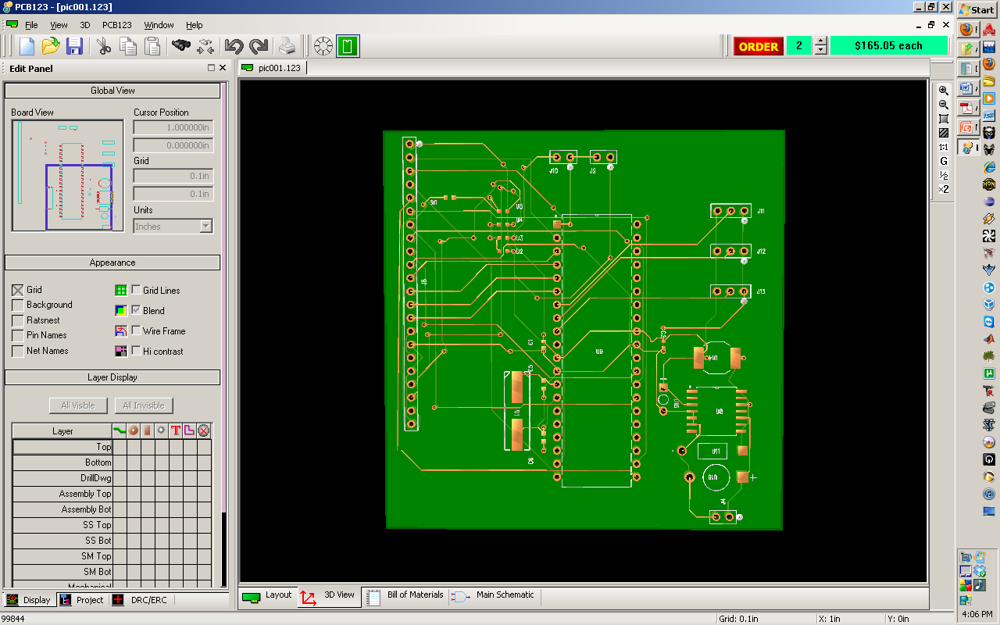 PCB123 - [pic001.123]
Start
File View 3D PCB123 Window Help
ORDER 2 $165.05 each
Edit Panel
pic001.123
Global View
Board View
Cursor Position
1.000000in
0.000000in
Grid
0.1in
0.1in
Units
Inches
Appearance
Grid
Grid Lines
Background
Blend
Ratsnest
Wire Frame
Pin Names
Hi contrast
Net Names
Layer Display
All Visible
All Invisible
Layer
T
Top
Bottom
DrillDwg
Assembly Top
Assembly Bot
SS Top
SS Bot
SM Top
SM Bot
Mechanical
Display
Project
DRC/ERC
J10
J9
J11
U5
U4
U3
U2
J12
J8
J13
C1
U9
C5
U1
U8
U11
J4
1:1
G
½
×2
Layout
3D View
Bill of Materials
Main Schematic
99844
Grid: 0.1in
X: 1in
Y: 0in
4:06 PM